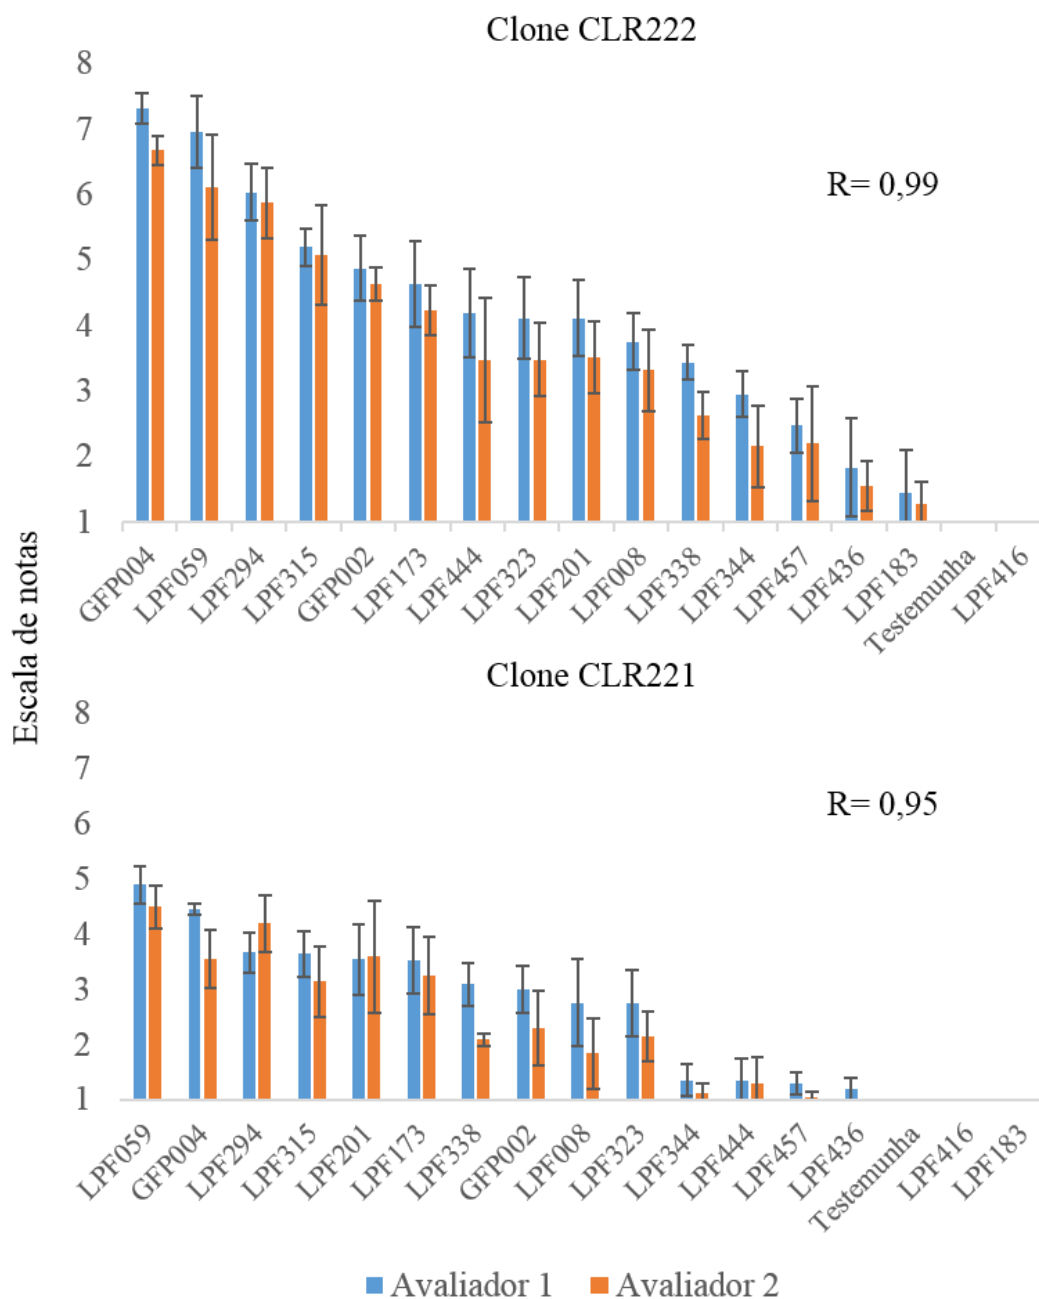 Clone CLR222
8
7
6
5
4
3
2
1
R= 0,99
GFP004
LPF059
LPF294
LPF315
GFP002
LPF173
LPF444
LPF323
LPF201
LPF008
LPF338
LPF344
LPF457
LPF436
LPF183
Testemunha
LPF416
Escala de notas
Clone CLR221
8
7
6
5
4
3
2
1
R= 0,95
LPF059
GFP004
LPF294
LPF315
LPF201
LPF173
LPF338
GFP002
LPF008
LPF323
LPF344
LPF444
LPF457
LPF436
Testemunha
LPF416
LPF183
Avaliador 1
Avaliador 2